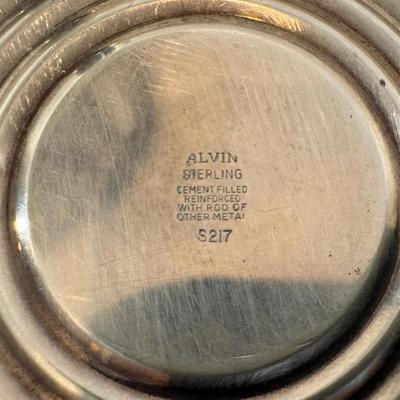 ALVIN
STERLING
CEMENT FILLED
REINFORCED
WITH ROD OF
OTHER METAL
S217